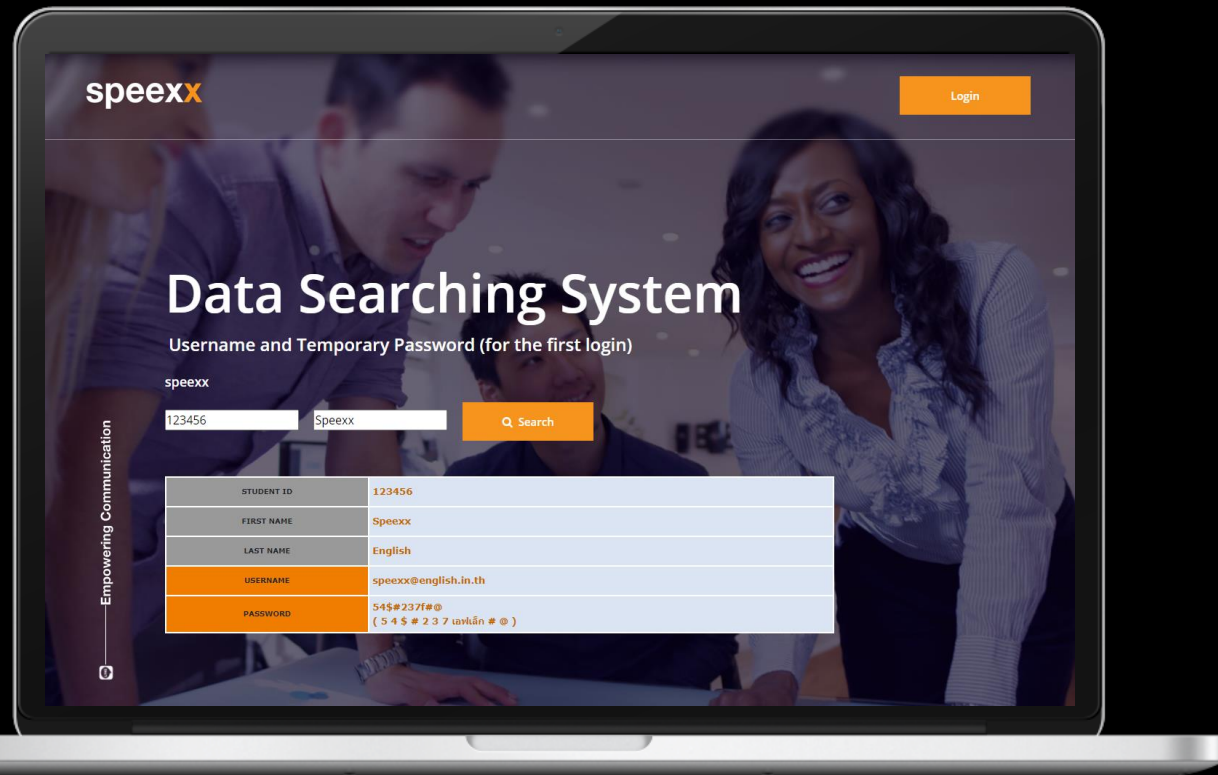 speexx
Login
Data Searching System
Username and Temporary Password (for the first login)
speexx
123456 Speexx Search
Empowering Communication
STUDENT ID 123456
FIRST NAME Speexx
LAST NAME English
USERNAME speexx@english.in.th
PASSWORD 54$#237f#@
( 5 4 $ # 2 3 7 เอฟเล็ก # @ )